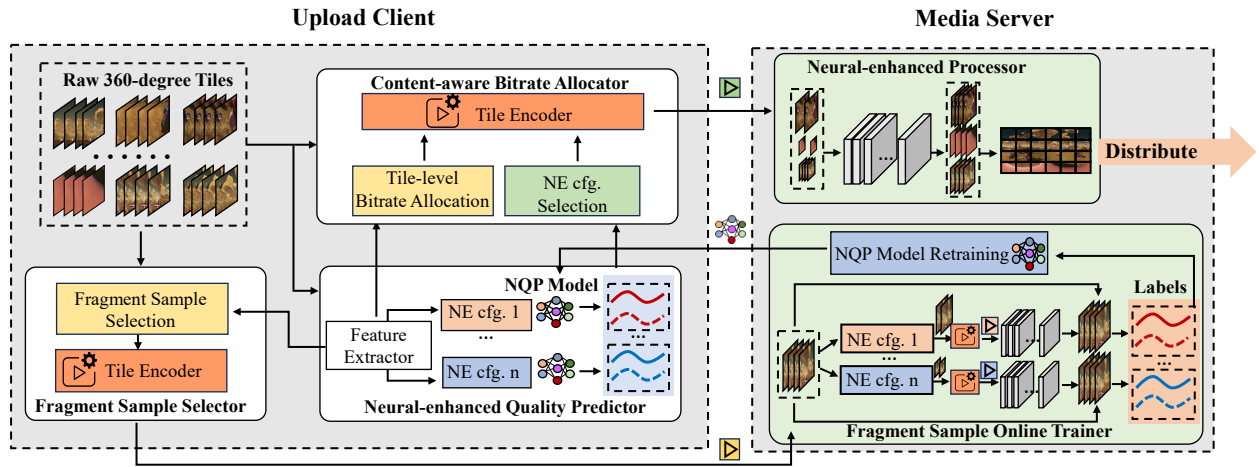 Upload Client
Media Server
Raw 360-degree Tiles
Content-aware Bitrate Allocator
Tile Encoder
Tile-level
Bitrate Allocation
NE cfg.
Selection
Fragment Sample
Selection
Tile Encoder
Fragment Sample Selector
NQP Model
Feature
Extractor
NE cfg. 1
...
NE cfg. n
...
Neural-enhanced Quality Predictor
Neural-enhanced Processor
...
Distribute
NQP Model Retraining
Labels
NE cfg. 1
...
NE cfg. n
...
...
...
Fragment Sample Online Trainer